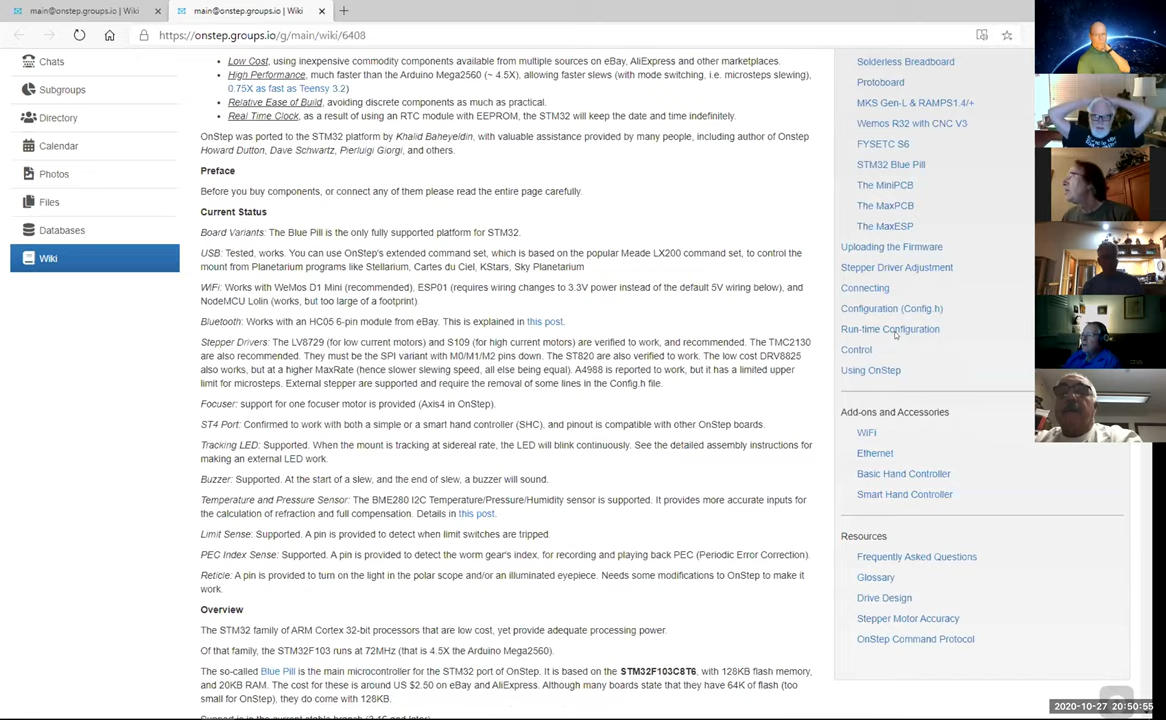 main@onstep.groups.io | Wiki
main@onstep.groups.io | Wiki
https://onstep.groups.io/g/main/wiki/6408
Chats
Subgroups
Directory
Calendar
Photos
Files
Databases
Wiki
Low Cost, using inexpensive commodity components available from multiple sources on eBay, AliExpress and other marketplaces.
High Performance, much faster than the Arduino Mega2560 (~ 4.5X), allowing faster slews (with mode switching, i.e. microsteps slewing),
0.75X as fast as Teensy 3.2)
Relative Ease of Build, avoiding discrete components as much as practical.
Real Time Clock, as a result of using an RTC module with EEPROM, the STM32 will keep the date and time indefinetely.
OnStep was ported to the STM32 platform by Khalid Baheyeldin, with valuable assistance provided by many people, including author of Onstep
Howard Dutton, Dave Schwartz, Pierluigi Giorgi, and others.
Preface
Before you buy components, or connect any of them please read the entire page carefully.
Current Status
Board Variants: The Blue Pill is the only fully supported platform for STM32.
USB: Tested, works. You can use OnStep's extended command set, which is based on the popular Meade LX200 command set, to control the
mount from Planetarium programs like Stellarium, Cartes du Ciel, KStars, Sky Planetarium
WiFi: Works with WeMos D1 Mini (recommended), ESP01 (requires wiring changes to 3.3V power instead of the default 5V wiring below), and
NodeMCU Lolin (works, but too large of a footprint).
Bluetooth: Works with an HC05 6-pin module from eBay. This is explained in this post.
Stepper Drivers: The LV8729 (for low current motors) and S109 (for high current motors) are verified to work, and recommended. The TMC2130
are also recommended. They must be the SPI variant with M0/M1/M2 pins down. The ST820 are also verified to work. The low cost DRV8825
also works, but at a higher MaxRate (hence slower slewing speed, all else being equal). A4988 is reported to work, but it has a limited upper
limit for microsteps. External stepper are supported and require the removal of some lines in the Config.h file.
Focuser: support for one focuser motor is provided (Axis4 in OnStep).
ST4 Port: Confirmed to work with both a simple or a smart hand controller (SHC), and pinout is compatible with other OnStep boards.
Tracking LED: Supported. When the mount is tracking at sidereal rate, the LED will blink continuously. See the detailed assembly instructions for
making an external LED work.
Buzzer: Supported. At the start of a slew, and the end of slew, a buzzer will sound.
Temperature and Pressure Sensor: The BME280 I2C Temperature/Pressure/Humidity sensor is supported. It provides more accurate inputs for
the calculation of refraction and full compensation. Details in this post.
Limit Sense: Supported. A pin is provided to detect when limit switches are tripped.
PEC Index Sense: Supported. A pin is provided to detect the worm gear's index, for recording and playing back PEC (Periodic Error Correction).
Reticle: A pin is provided to turn on the light in the polar scope and/or an illuminated eyepiece. Needs some modifications to OnStep to make it
work.
Overview
The STM32 family of ARM Cortex 32-bit processors that are low cost, yet provide adequate processing power.
Of that family, the STM32F103 runs at 72MHz (that is 4.5X the Arduino Mega2560).
The so-called Blue Pill is the main microcontroller for the STM32 port of OnStep. It is based on the STM32F103C8T6, with 128KB flash memory,
and 20KB RAM. The cost for these is around US $2.50 on eBay and AliExpress. Although many boards state that they have 64K of flash (too
small for OnStep), they do come with 128KB.
Solderless Breadboard
Protoboard
MKS Gen-L & RAMPS1.4/+
Wemos R32 with CNC V3
FYSETC S6
STM32 Blue Pill
The MiniPCB
The MaxPCB
The MaxESP
Uploading the Firmware
Stepper Driver Adjustment
Connecting
Configuration (Config.h)
Run-time Configuration
Control
Using OnStep
Add-ons and Accessories
WiFi
Ethernet
Basic Hand Controller
Smart Hand Controller
Resources
Frequently Asked Questions
Glossary
Drive Design
Stepper Motor Accuracy
OnStep Command Protocol
2020-10-27 20:50:55